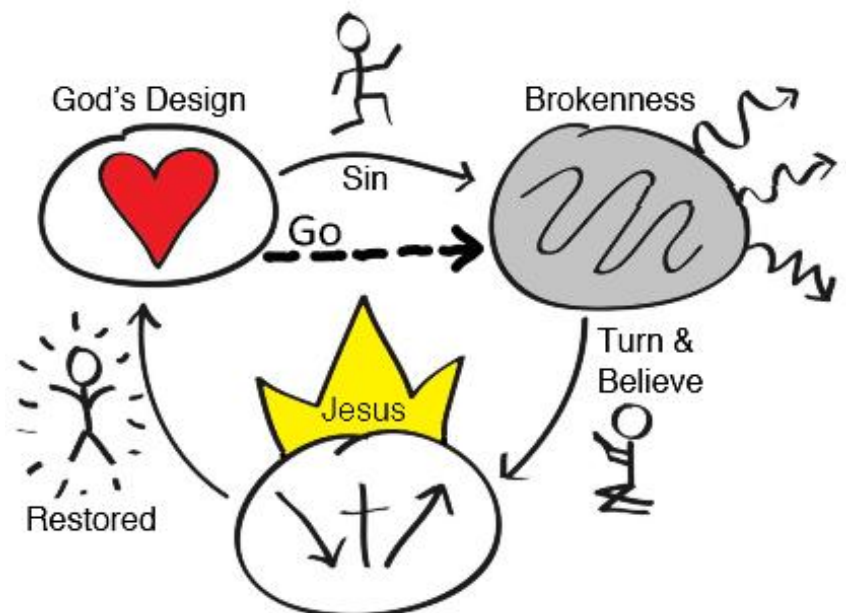 God's Design
Sin
Brokenness
Go
Turn &
Believe
Jesus
Restored